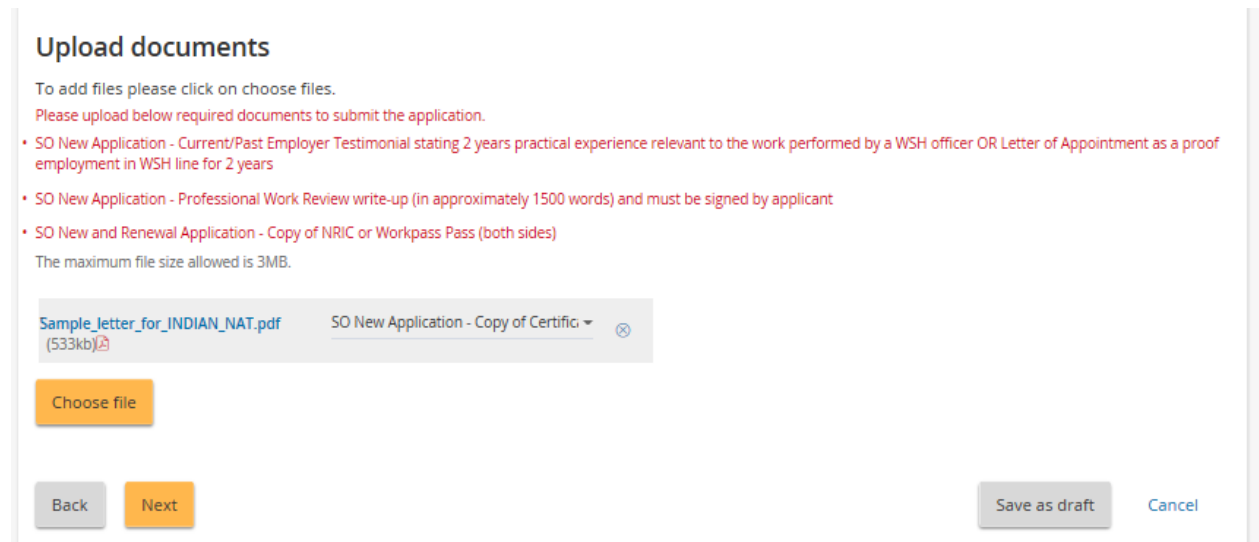 Upload documents
To add files please click on choose files.
Please upload below required documents to submit the application.
• SO New Application - Current/Past Employer Testimonial stating 2 years practical experience relevant to the work performed by a WSH officer OR Letter of Appointment as a proof
employment in WSH line for 2 years
• SO New Application - Professional Work Review write-up (in approximately 1500 words) and must be signed by applicant
• SO New and Renewal Application - Copy of NRIC or Workpass Pass (both sides)
The maximum file size allowed is 3MB.
Sample_letter_for_INDIAN_NAT.pdf SO New Application - Copy of Certific
(533kb)
Choose file
Back Next Save as draft Cancel